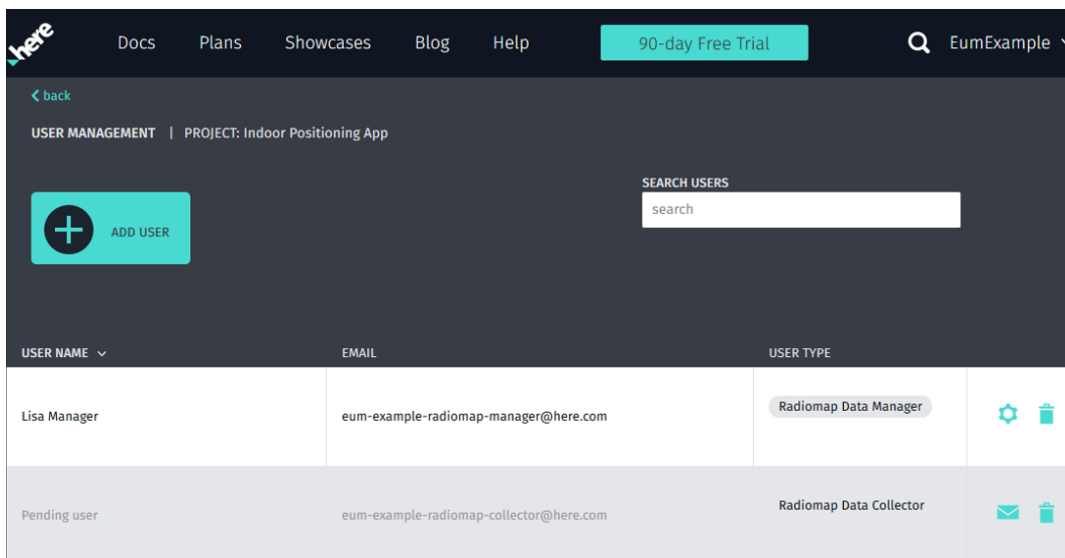 here
Docs Plans Showcases Blog Help 90-day Free Trial EumExample
back
USER MANAGEMENT | PROJECT: Indoor Positioning App
SEARCH USERS
search
ADD USER
USER NAME EMAIL USER TYPE
Lisa Manager eum-example-radiomap-manager@here.com Radiomap Data Manager
Pending user eum-example-radiomap-collector@here.com Radiomap Data Collector